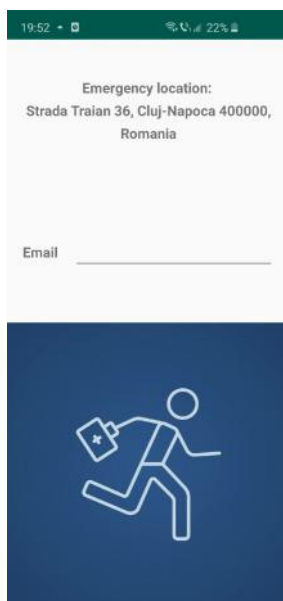 19:52
22%
Emergency location:
Strada Traian 36, Cluj-Napoca 400000,
Romania
Email